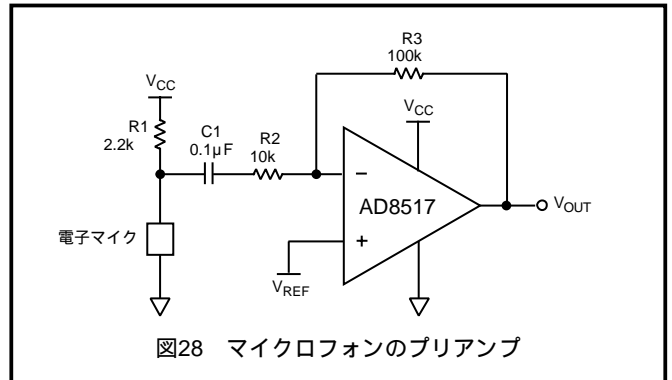 R3
100k
VCC
VCC
R1
2.2k
C1
0.1μF
R2
10k
−
AD8517
VOUT
電子マイク
+
VREF
図28 マイクロフォンのプリアンプ